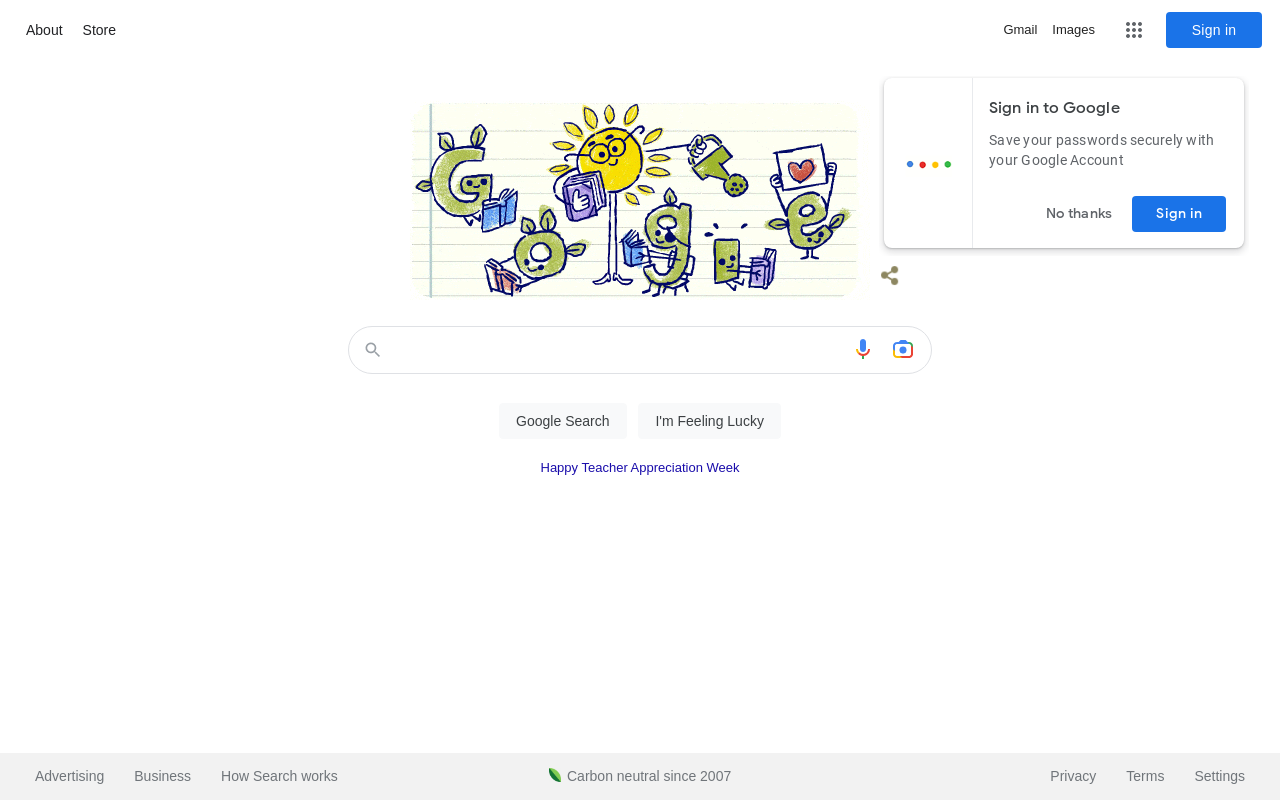 About
Store
Gmail
Images
Sign in
Google
Sign in to Google
Save your passwords securely with
your Google Account
No thanks
Sign in
Google Search
I'm Feeling Lucky
Happy Teacher Appreciation Week
Advertising
Business
How Search works
Carbon neutral since 2007
Privacy
Terms
Settings